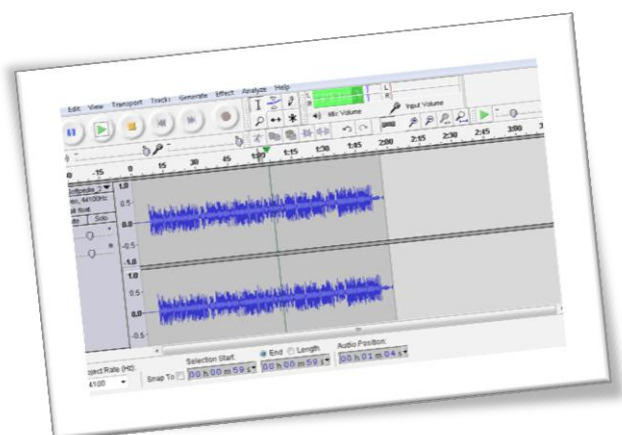 Edit View Transport Tracks Generate Effect Analyze Help
L
R
L
R
Mix Volume
Input Volume
-15 0 15 30 45 1:00 1:15 1:30 1:45 2:00 2:15 2:30 2:45 3:00
44100Hz
Solo
1.0
0.5
0.0
-0.5
-1.0
1.0
0.5
0.0
-0.5
Project Rate (Hz):
Selection Start:
End
Length
Audio Position:
Snap To
00 h 00 m 59 s
00 h 00 m 59 s
00 h 01 m 04 s